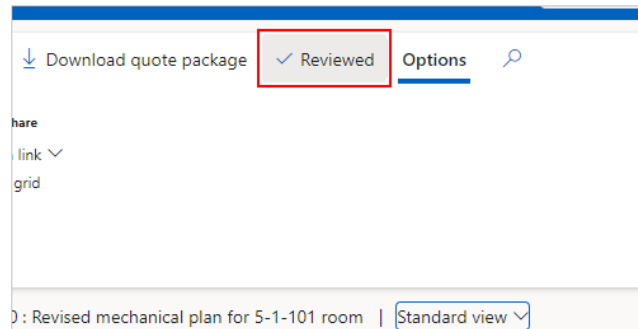 Download quote package Reviewed Options
hare
link
grid
0 : Revised mechanical plan for 5-1-101 room | Standard view